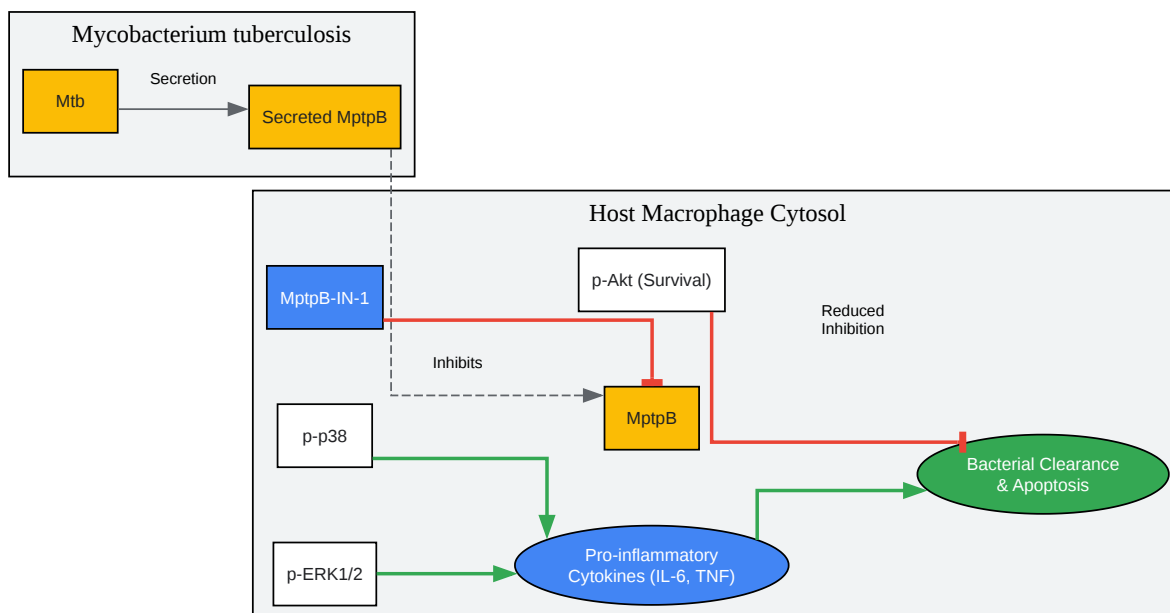 Mycobacterium tuberculosis
Secretion
Mtb
Secreted MptpB
Host Macrophage Cytosol
MptpB-IN-1
p-Akt (Survival)
Reduced
Inhibition
Inhibits
MptpB
p-p38
Bacterial Clearance
& Apoptosis
p-ERK1/2
Pro-inflammatory
Cytokines (IL-6, TNF)